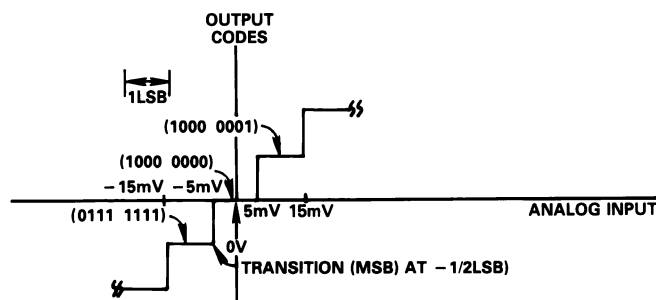 OUTPUT
CODES
1LSB
(1000 0001)
(1000 0000)
−15mV −5mV
5mV 15mV
ANALOG INPUT
(0111 1111)
0V
TRANSITION (MSB) AT −1/2LSB)